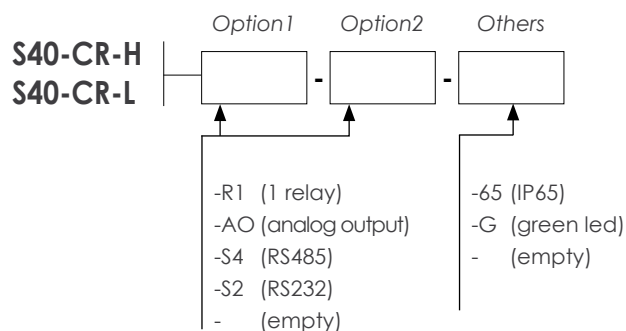 Option1 Option2 Others
S40-CR-H
S40-CR-L
- -
-R1 (1 relay)
-AO (analog output)
-S4 (RS485)
-S2 (RS232)
- (empty)
-65 (IP65)
-G (green led)
- (empty)